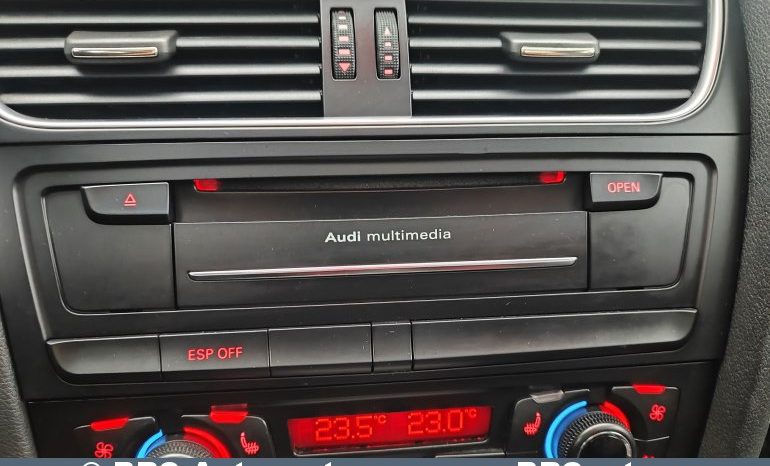 OPEN
Audi multimedia
ESP OFF
23.5°C 23.0°C